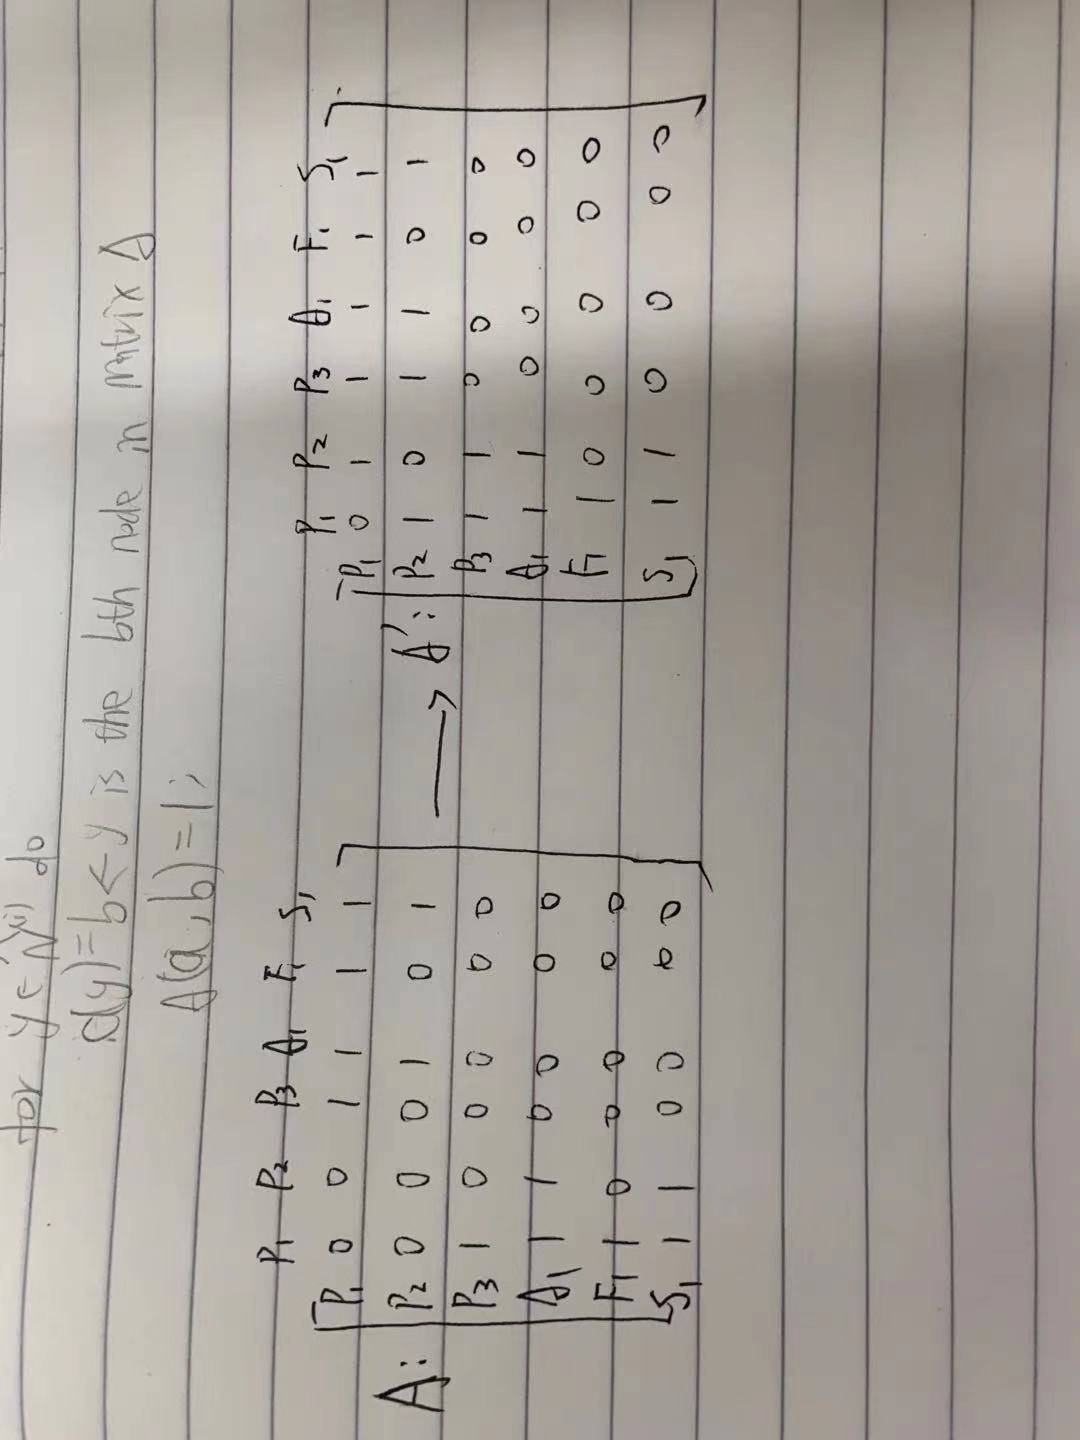 for y ∈ N̂⁽ⁱ⁾ do
d(y) = b ← y is the bth node in matrix A
A(a, b) = 1;
P₁ P₂ P₃ A₁ F₁ S₁
P₁ 0 0 1 1 1 1
A: P₂ 0 0 0 1 0 1
P₃ 1 0 0 0 0 0
A₁ 1 1 0 0 0 0
F₁ 1 0 0 0 0 0
S₁ 1 1 0 0 0 0
P₁ P₂ P₃ A₁ F₁ S₁
P₁ 0 1 1 1 1 1
→ A': P₂ 1 0 1 1 0 1
P₃ 1 1 0 0 0 0
A₁ 1 1 0 0 0 0
F₁ 1 0 0 0 0 0
S₁ 1 1 0 0 0 0